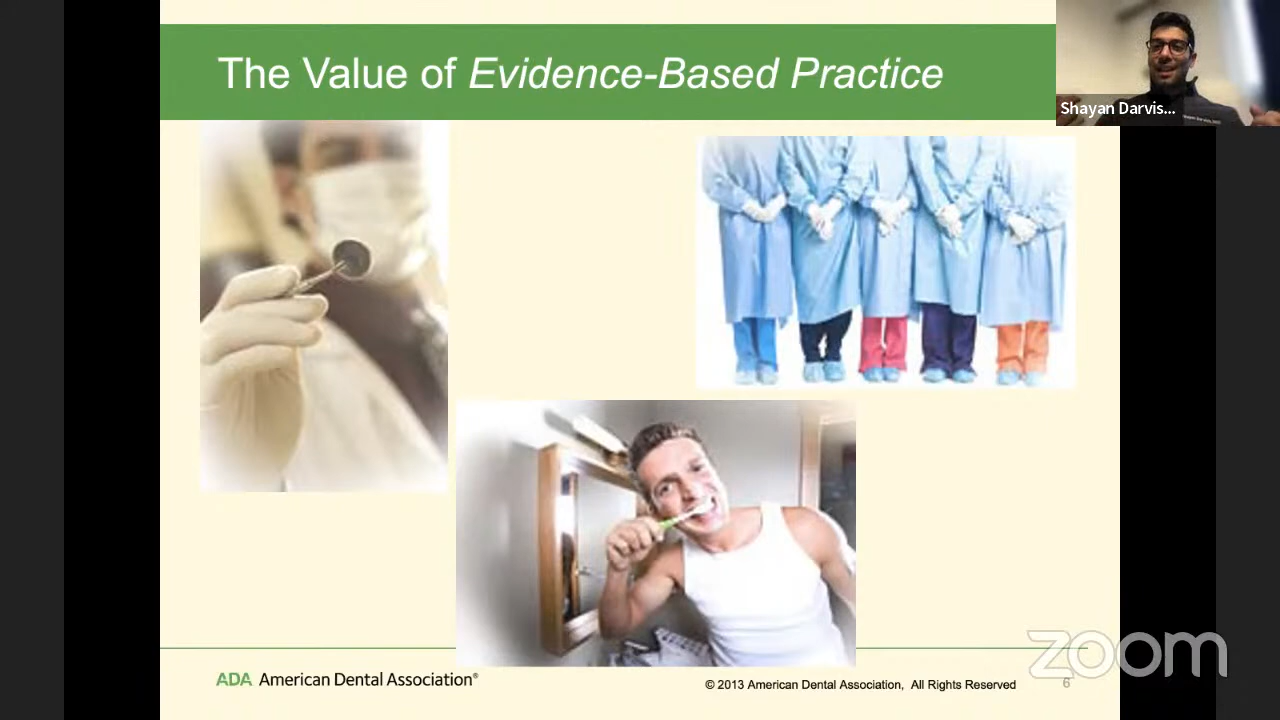 The Value of Evidence-Based Practice
Shayan Darvis...
ADA American Dental Association®
© 2013 American Dental Association, All Rights Reserved
6
zoom